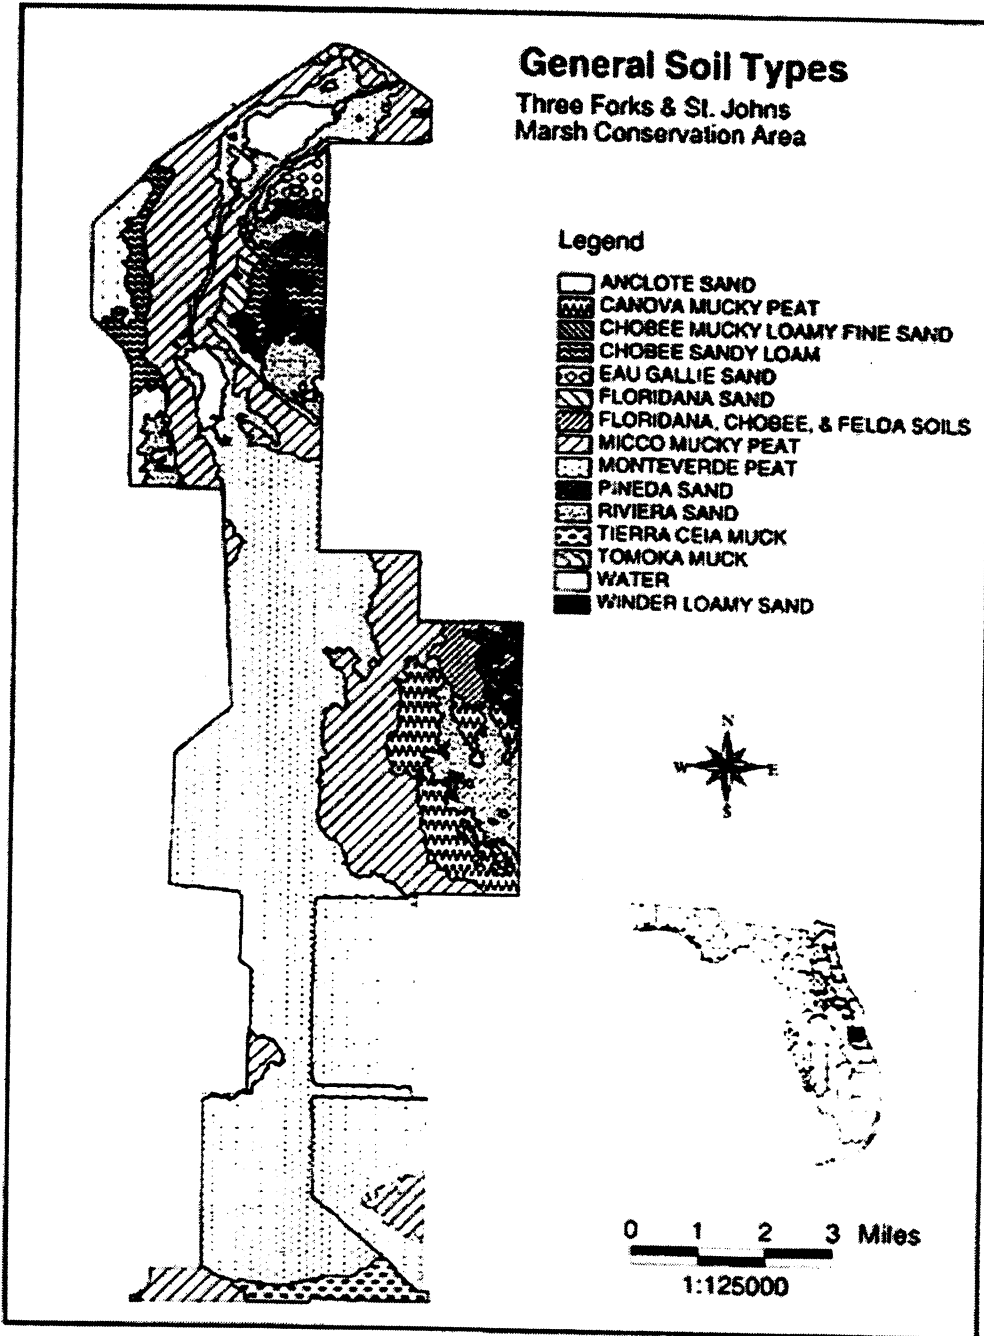 General Soil Types
Three Forks & St. Johns
Marsh Conservation Area
Legend
ANCLOTE SAND
CANOVA MUCKY PEAT
CHOBEE MUCKY LOAMY FINE SAND
CHOBEE SANDY LOAM
EAU GALLIE SAND
FLORIDANA SAND
FLORIDANA, CHOBEE, & FELDA SOILS
MICCO MUCKY PEAT
MONTEVERDE PEAT
PINEDA SAND
RIVIERA SAND
TIERRA CEIA MUCK
TOMOKA MUCK
WATER
WINDER LOAMY SAND
N
W E
S
0 1 2 3 Miles
1:125000